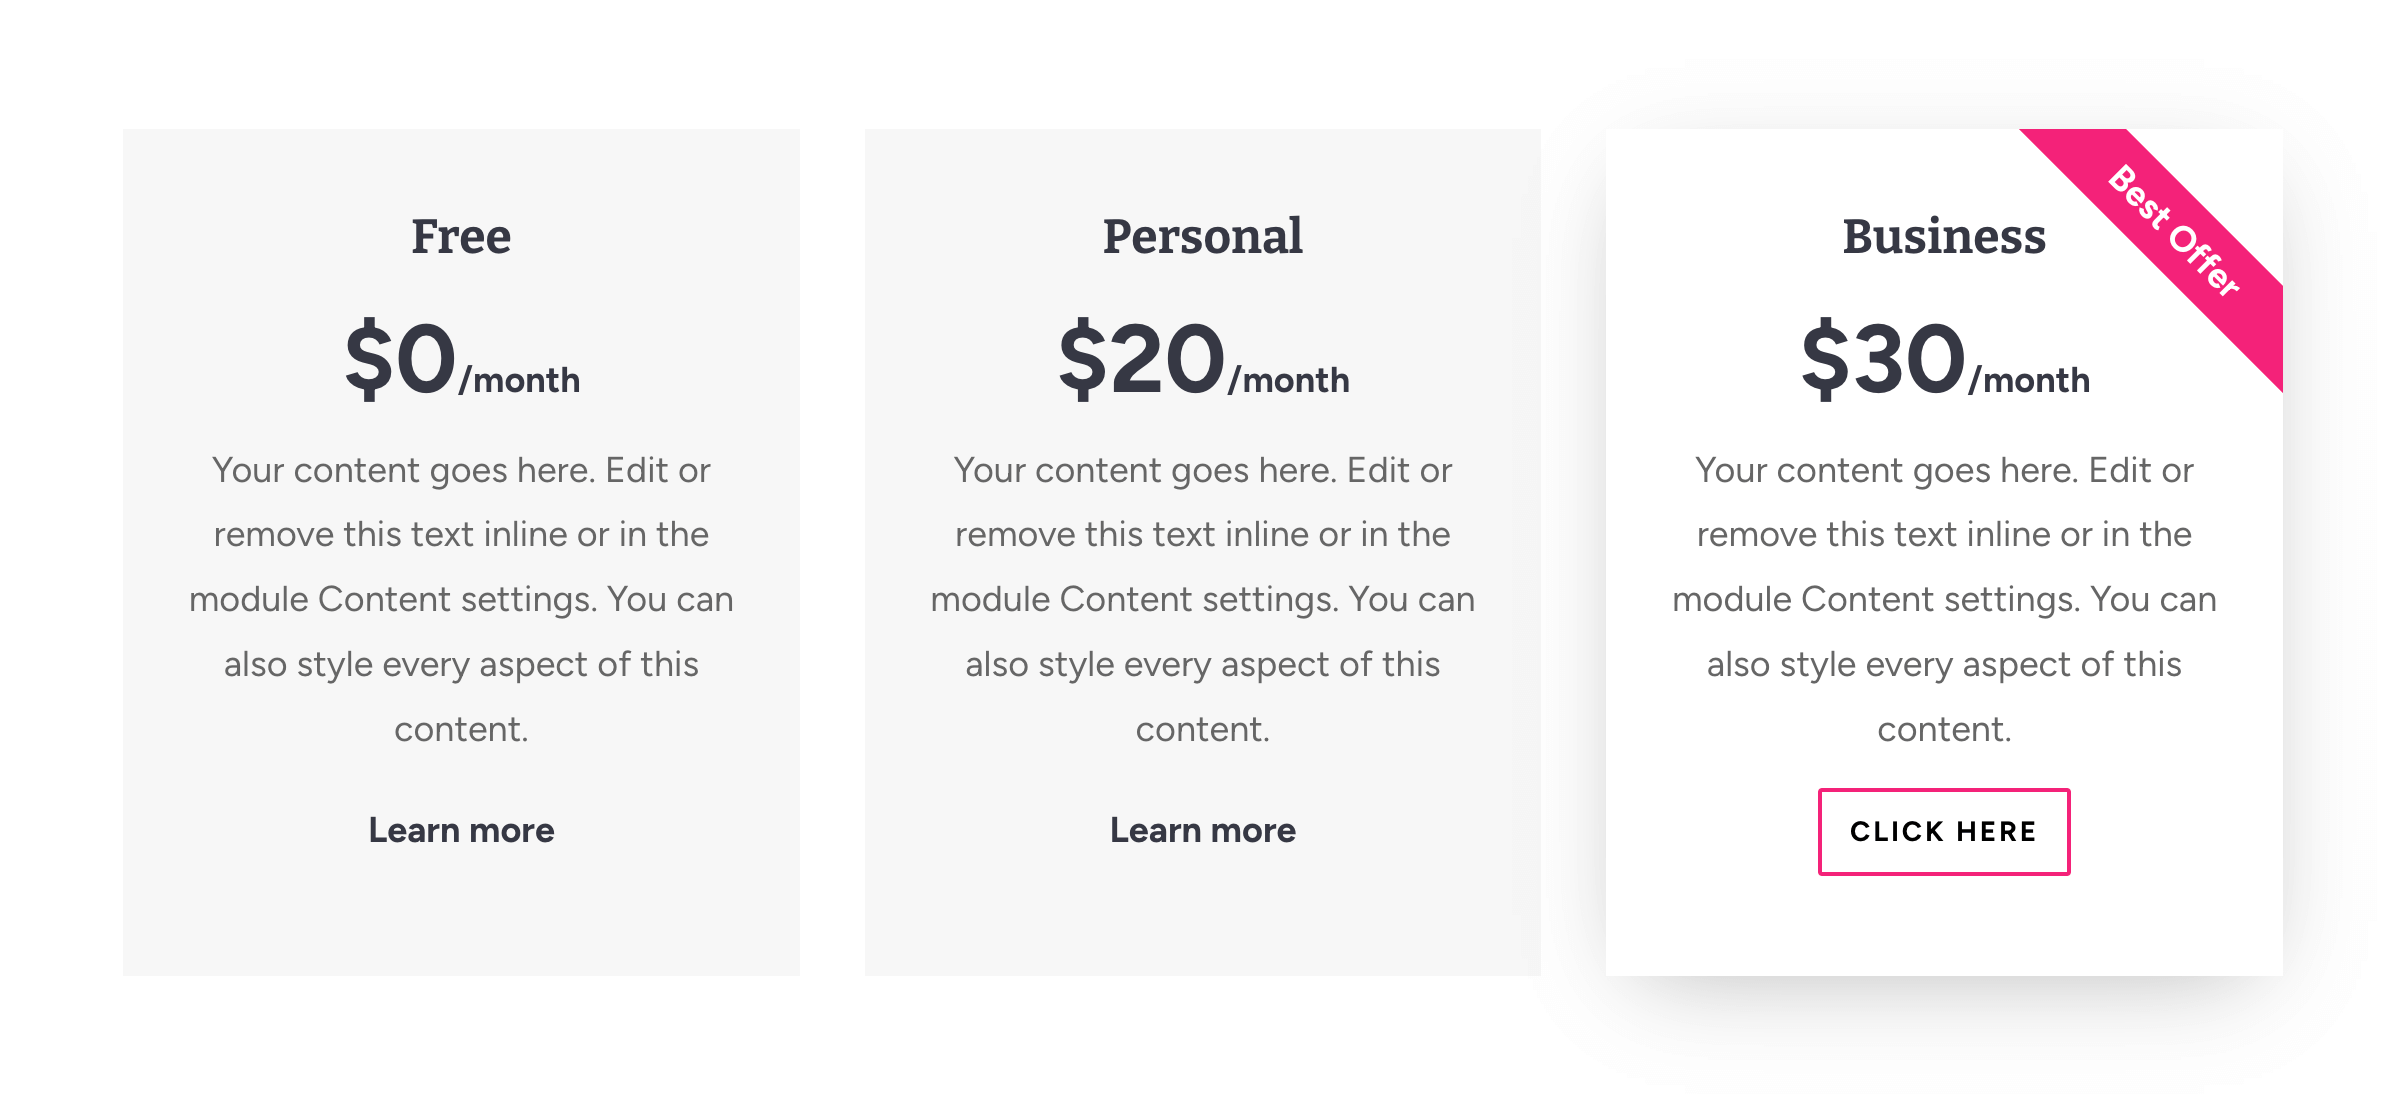 Free
$0/month
Your content goes here. Edit or
remove this text inline or in the
module Content settings. You can
also style every aspect of this
content.
Learn more
Personal
$20/month
Your content goes here. Edit or
remove this text inline or in the
module Content settings. You can
also style every aspect of this
content.
Learn more
Best Offer
Business
$30/month
Your content goes here. Edit or
remove this text inline or in the
module Content settings. You can
also style every aspect of this
content.
CLICK HERE